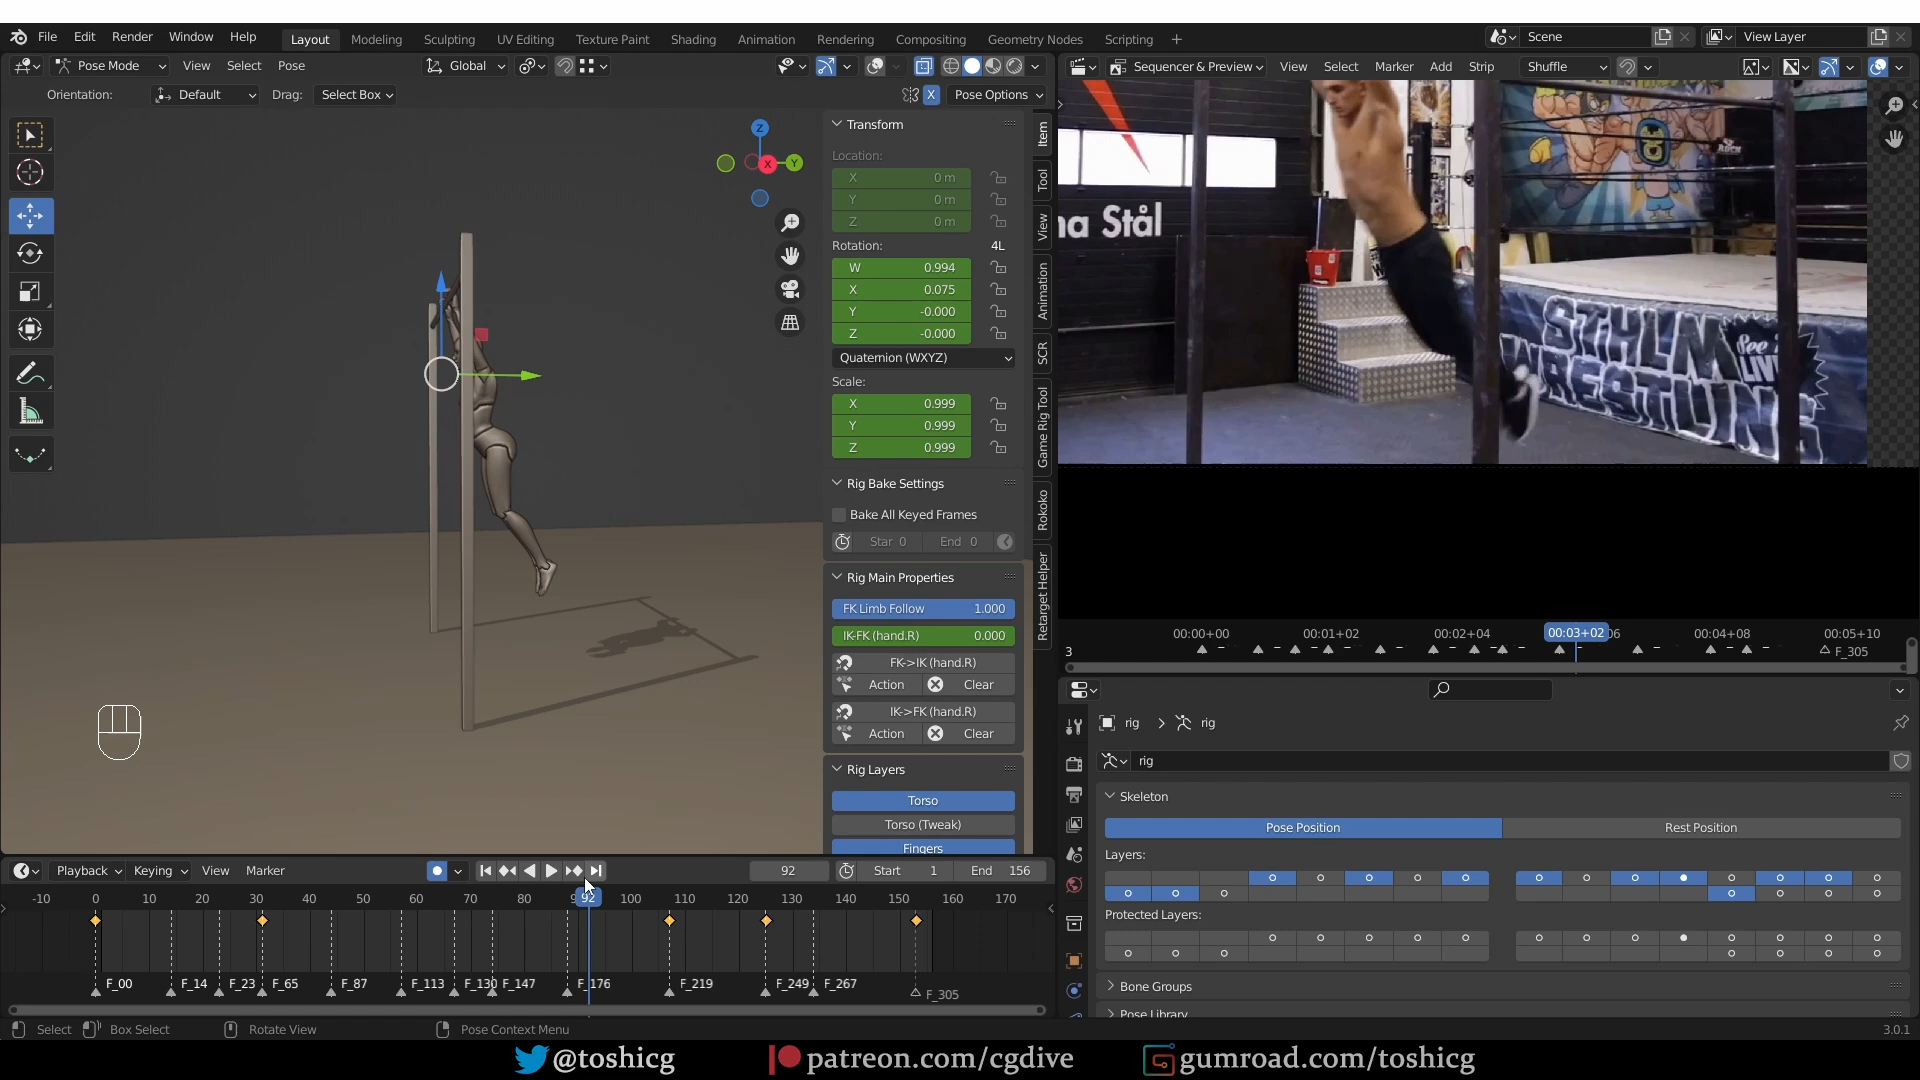 File Edit Render Window Help Layout Modeling Sculpting UV Editing Texture Paint Shading Animation Rendering Compositing Geometry Nodes Scripting + Scene View Layer
Pose Mode View Select Pose Global
Orientation: Default Drag: Select Box X Pose Options
Sequencer & Preview View Select Marker Add Strip Shuffle
Z
X
Y
Transform
Location:
X 0 m
Y 0 m
Z 0 m
Rotation: 4L
W 0.994
X 0.075
Y -0.000
Z -0.000
Quaternion (WXYZ)
Scale:
X 0.999
Y 0.999
Z 0.999
Rig Bake Settings
Bake All Keyed Frames
Star 0 End 0
Rig Main Properties
FK Limb Follow 1.000
IK-FK (hand.R) 0.000
FK->IK (hand.R)
Action Clear
IK->FK (hand.R)
Action Clear
Rig Layers
Torso
Torso (Tweak)
Fingers
Item
Tool
View
Animation
SCR
Game Rig Tool
Rokoko
Retarget Helper
na Stål
STHLM
WRESTLING
See it
LIVE
00:00+00 00:01+02 00:02+04 00:03+02 06 00:04+08 00:05+10
3 F_305
rig rig
rig
Skeleton
Pose Position Rest Position
Layers:
Protected Layers:
Bone Groups
Pose Library
Playback Keying View Marker 92 Start 1 End 156
-10 0 10 20 30 40 50 60 70 80 9 92 100 110 120 130 140 150 160 170
F_00 F_14 F_23 F_65 F_87 F_113 F_130 F_147 F_176 F_219 F_249 F_267 F_305
Select Box Select Rotate View Pose Context Menu 3.0.1
@toshicg patreon.com/cgdive gumroad.com/toshicg